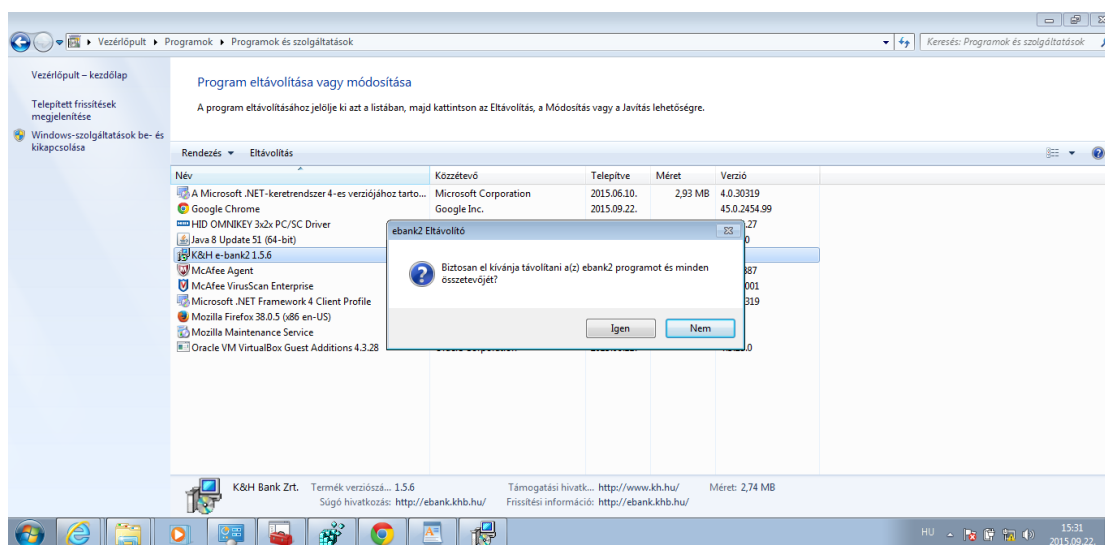 Vezérlőpult ▸ Programok ▸ Programok és szolgáltatások
Keresés: Programok és szolgáltatások
Vezérlőpult – kezdőlap
Telepített frissítések
megjelenítése
Windows-szolgáltatások be- és
kikapcsolása
Program eltávolítása vagy módosítása
A program eltávolításához jelölje ki azt a listában, majd kattintson az Eltávolítás, a Módosítás vagy a Javítás lehetőségre.
Rendezés Eltávolítás
Név Közzétevő Telepítve Méret Verzió
A Microsoft .NET-keretrendszer 4-es verziójához tarto... Microsoft Corporation 2015.06.10. 2,93 MB 4.0.30319
Google Chrome Google Inc. 2015.09.22. 45.0.2454.99
HID OMNIKEY 3x2x PC/SC Driver .27
Java 8 Update 51 (64-bit) 0
K&H e-bank2 1.5.6
McAfee Agent 387
McAfee VirusScan Enterprise 001
Microsoft .NET Framework 4 Client Profile 319
Mozilla Firefox 38.0.5 (x86 en-US)
Mozilla Maintenance Service
Oracle VM VirtualBox Guest Additions 4.3.28 .0
ebank2 Eltávolító
Biztosan el kívánja távolítani a(z) ebank2 programot és minden
összetevőjét?
Igen Nem
K&H Bank Zrt. Termék verziószá... 1.5.6 Támogatási hivatk... http://www.kh.hu/ Méret: 2,74 MB
Súgó hivatkozás: http://ebank.khb.hu/ Frissítési információ: http://ebank.khb.hu/
HU
15:31
2015.09.22.